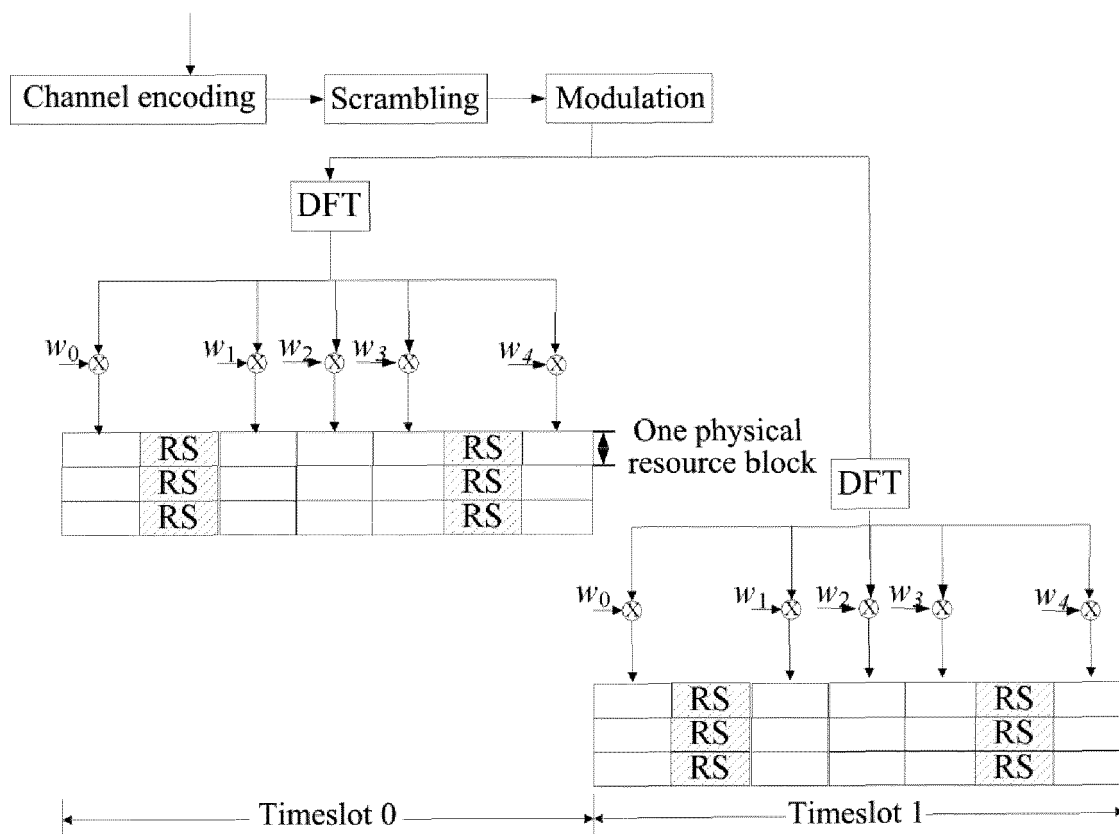 Channel encoding
Scrambling
Modulation
DFT
w0
w1
w2
w3
w4
X X X X X
RS RS
RS RS
RS RS
One physical
resource block
DFT
w0
w1
w2
w3
w4
X X X X X
RS RS
RS RS
RS RS
Timeslot 0
Timeslot 1